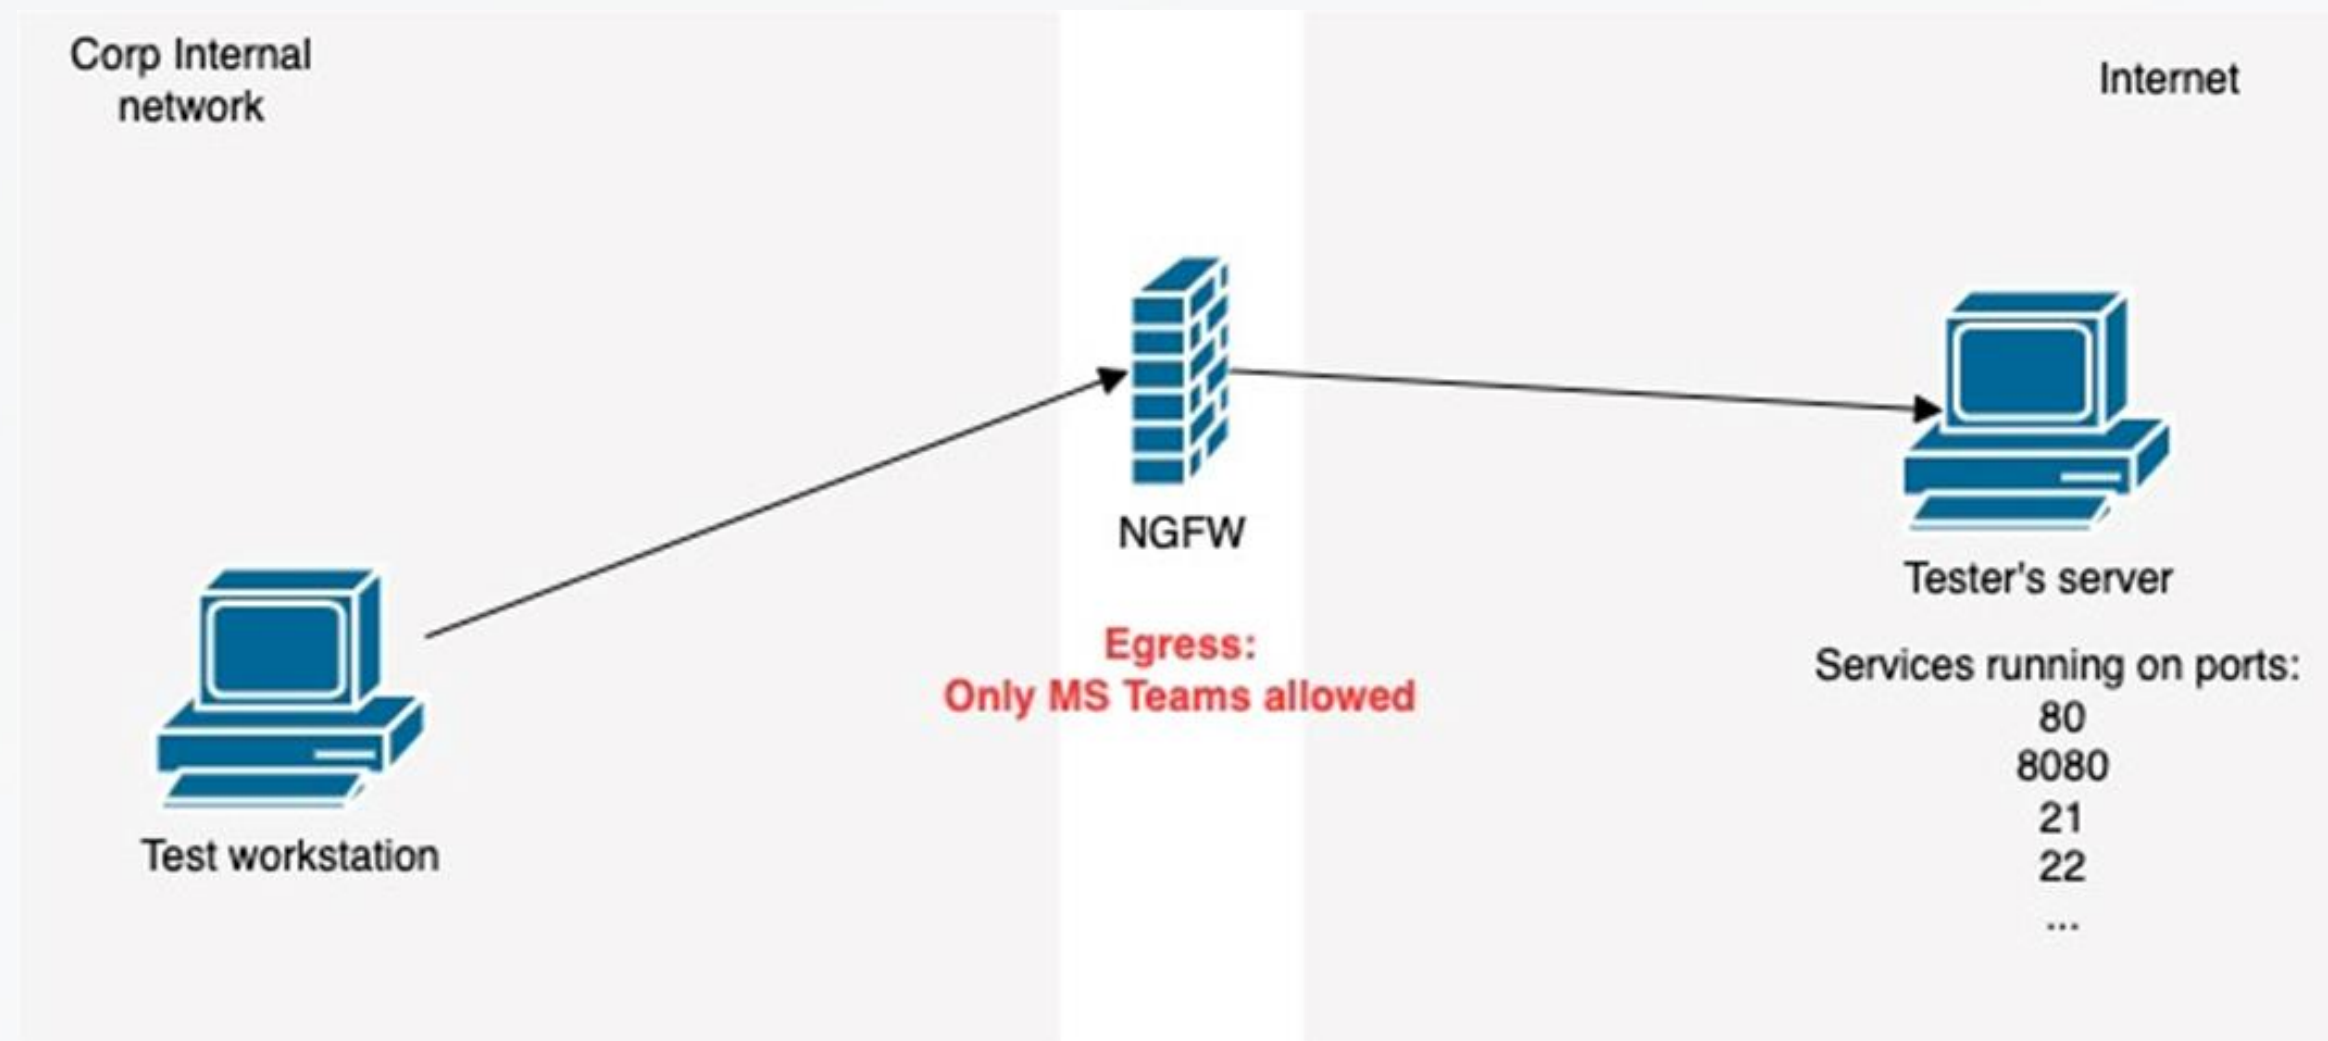 Corp Internal
network
Internet
NGFW
Egress:
Only MS Teams allowed
Tester's server
Services running on ports:
80
8080
21
22
...
Test workstation